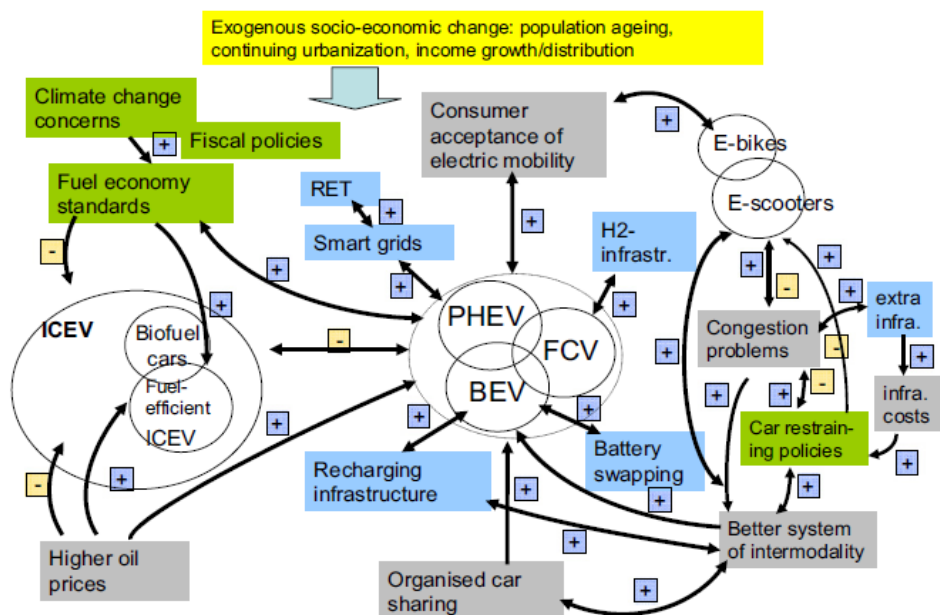 Exogenous socio-economic change: population ageing,
continuing urbanization, income growth/distribution
Climate change
concerns
+
Fiscal policies
Fuel economy
standards
-
+
+
RET
+
Smart grids
+
Consumer
acceptance of
electric mobility
+
+
E-bikes
E-scooters
H2-
infrastr.
+
+
-
+
Congestion
problems
-
extra
infra.
+
infra.
costs
+
+
-
Car restrain-
ing policies
+
+
+
ICEV
Biofuel
cars
Fuel-
efficient
ICEV
-
PHEV
FCV
BEV
+
+
+
-
+
Recharging
infrastructure
+
Battery
swapping
+
+
Better system
of intermodality
Higher oil
prices
Organised car
sharing
+